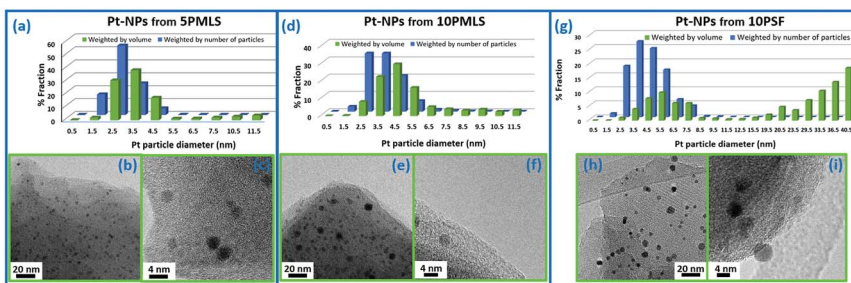 (a)
Pt-NPs from 5PMLS
Weighted by volume
Weighted by number of particles
60
50
40
30
20
10
0
% Fraction
0.5 1.5 2.5 3.5 4.5 5.5 6.5 7.5 10.5 11.5
Pt particle diameter (nm)
(b)
20 nm
(c)
4 nm
(d)
Pt-NPs from 10PMLS
Weighted by volume
Weighted by number of particles
40
30
20
10
0
% Fraction
0.5 1.5 2.5 3.5 4.5 5.5 6.5 7.5 8.5 9.5 10.5 11.5
Pt particle diameter (nm)
(e)
20 nm
(f)
4 nm
(g)
Pt-NPs from 10PSF
Weighted by volume
Weighted by number of particles
30
25
20
15
10
5
0
% Fraction
0.5 1.5 2.5 3.5 4.5 5.5 6.5 7.5 8.5 9.5 11.5 12.5 15.5 19.5 20.5 23.5 29.5 33.5 36.5 40.5
Pt particle diameter (nm)
(h)
20 nm
(i)
4 nm